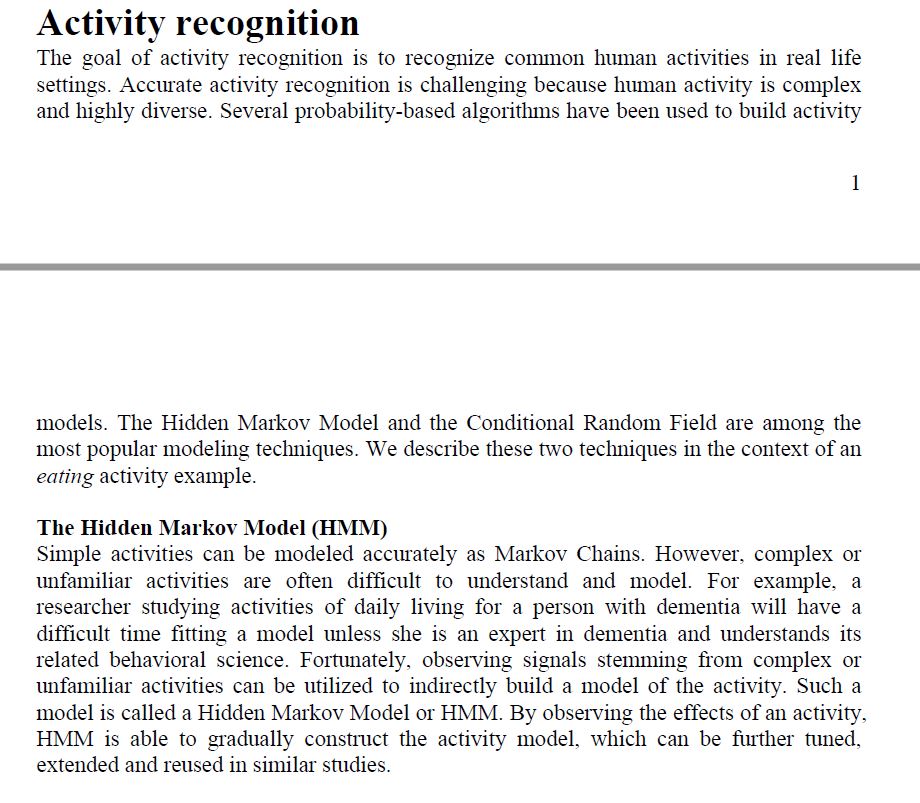 Activity recognition
The goal of activity recognition is to recognize common human activities in real life
settings. Accurate activity recognition is challenging because human activity is complex
and highly diverse. Several probability-based algorithms have been used to build activity
1
models. The Hidden Markov Model and the Conditional Random Field are among the
most popular modeling techniques. We describe these two techniques in the context of an
eating activity example.
The Hidden Markov Model (HMM)
Simple activities can be modeled accurately as Markov Chains. However, complex or
unfamiliar activities are often difficult to understand and model. For example, a
researcher studying activities of daily living for a person with dementia will have a
difficult time fitting a model unless she is an expert in dementia and understands its
related behavioral science. Fortunately, observing signals stemming from complex or
unfamiliar activities can be utilized to indirectly build a model of the activity. Such a
model is called a Hidden Markov Model or HMM. By observing the effects of an activity,
HMM is able to gradually construct the activity model, which can be further tuned,
extended and reused in similar studies.